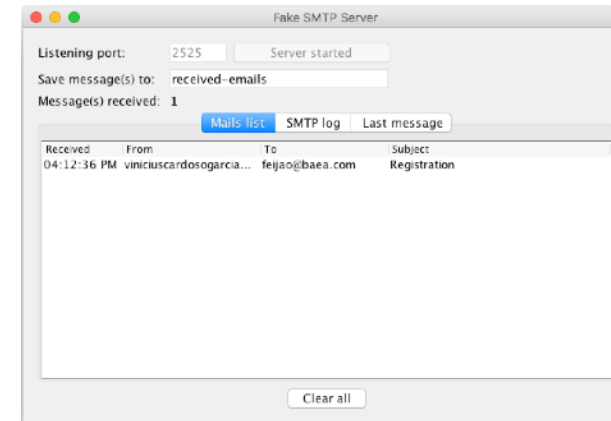 Fake SMTP Server
Listening port: 2525 Server started
Save message(s) to: received-emails
Message(s) received: 1
Mails list SMTP log Last message
Received From To Subject
04:12:36 PM viniciuscardosogarcia... feijao@baea.com Registration
Clear all